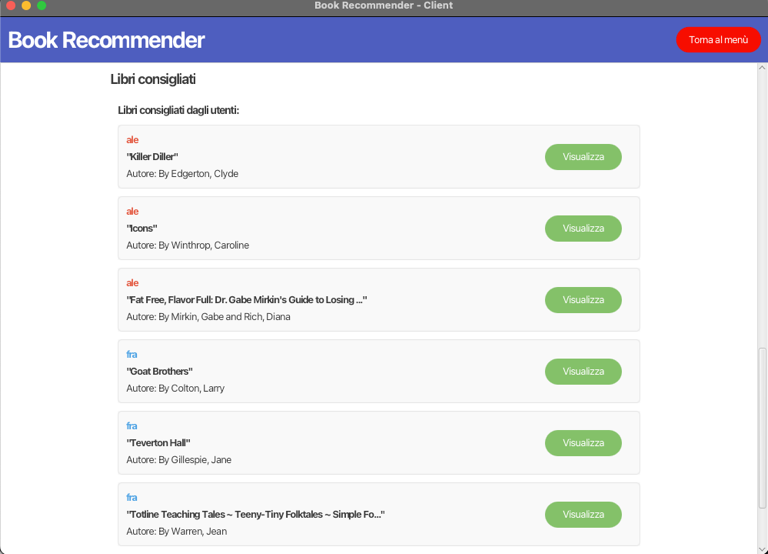 Book Recommender - Client
Book Recommender
Torna al menù
Libri consigliati
Libri consigliati dagli utenti:
ale
"Killer Diller"
Autore: By Edgerton, Clyde
Visualizza
ale
"Icons"
Autore: By Winthrop, Caroline
Visualizza
ale
"Fat Free, Flavor Full: Dr. Gabe Mirkin's Guide to Losing ..."
Autore: By Mirkin, Gabe and Rich, Diana
Visualizza
fra
"Goat Brothers"
Autore: By Colton, Larry
Visualizza
fra
"Teverton Hall"
Autore: By Gillespie, Jane
Visualizza
fra
"Totline Teaching Tales ~ Teeny-Tiny Folktales ~ Simple Fo..."
Autore: By Warren, Jean
Visualizza